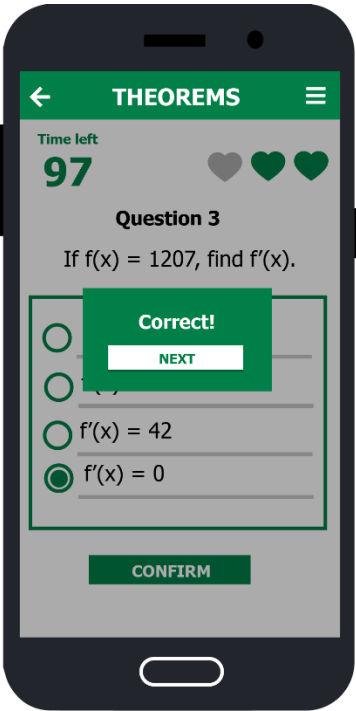 THEOREMS
Time left
97
Question 3
If f(x) = 1207, find f′(x).
Correct!
NEXT
f′(x) = 42
f′(x) = 0
CONFIRM